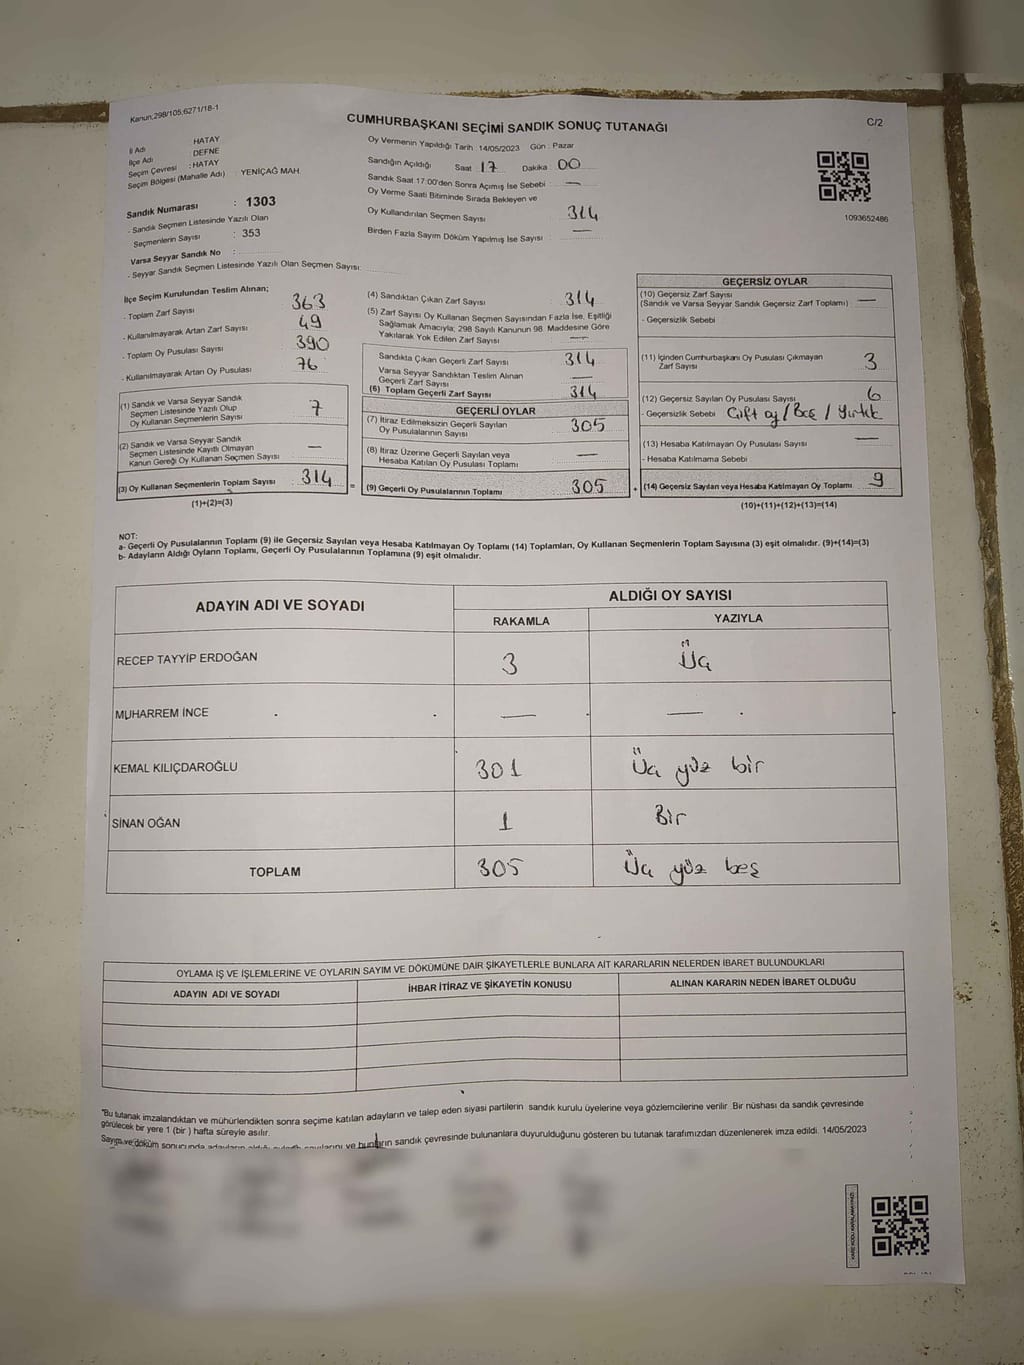 Kanun:298/105;6271/18-1
CUMHURBAŞKANI SEÇİMİ SANDIK SONUÇ TUTANAĞI
C/2
İl Adı HATAY
İlçe Adı : DEFNE
Seçim Çevresi : HATAY
Seçim Bölgesi (Mahalle Adı) : YENİÇAĞ MAH.
Sandık Numarası : 1303
- Sandık Seçmen Listesinde Yazılı Olan
Seçmenlerin Sayısı : 353
Varsa Seyyar Sandık No :
- Seyyar Sandık Seçmen Listesinde Yazılı Olan Seçmen Sayısı:
Oy Vermenin Yapıldığı Tarih : 14/05/2023 Gün : Pazar
Sandığın Açıldığı Saat 17 Dakika : 00
Sandık Saat 17:00'den Sonra Açımış İse Sebebi : —
Oy Verme Saati Bitiminde Sırada Bekleyen ve
Oy Kullandırılan Seçmen Sayısı 314
Birden Fazla Sayım Döküm Yapılmış İse Sayısı : —
1093652486
İlçe Seçim Kurulundan Teslim Alınan;
- Toplam Zarf Sayısı 363
- Kullanılmayarak Artan Zarf Sayısı 49
- Toplam Oy Pusulası Sayısı 390
- Kullanılmayarak Artan Oy Pusulası 76
(1) Sandık ve Varsa Seyyar Sandık
Seçmen Listesinde Yazılı Olup
Oy Kullanan Seçmenlerin Sayısı 7
(2) Sandık ve Varsa Seyyar Sandık
Seçmen Listesinde Kayıtlı Olmayan
Kanun Gereği Oy Kullanan Seçmen Sayısı —
(3) Oy Kullanan Seçmenlerin Toplam Sayısı 314 =
(1)+(2)=(3)
(4) Sandıktan Çıkan Zarf Sayısı : 314
(5) Zarf Sayısı Oy Kullanan Seçmen Sayısından Fazla İse, Eşitliği
Sağlamak Amacıyla; 298 Sayılı Kanunun 98. Maddesine Göre
Yakılarak Yok Edilen Zarf Sayısı —
Sandıkta Çıkan Geçerli Zarf Sayısı 314
Varsa Seyyar Sandıktan Teslim Alınan
Geçerli Zarf Sayısı —
(6) Toplam Geçerli Zarf Sayısı 314
GEÇERLİ OYLAR
(7) İtiraz Edilmeksizin Geçerli Sayılan
Oy Pusulalarının Sayısı 305
(8) İtiraz Üzerine Geçerli Sayılan veya
Hesaba Katılan Oy Pusulası Toplamı —
(9) Geçerli Oy Pusulalarının Toplamı 305 +
GEÇERSİZ OYLAR
(10) Geçersiz Zarf Sayısı
(Sandık ve Varsa Seyyar Sandık Geçersiz Zarf Toplamı) —
- Geçersizlik Sebebi
(11) İçinden Cumhurbaşkanı Oy Pusulası Çıkmayan
Zarf Sayısı 3
(12) Geçersiz Sayılan Oy Pusulası Sayısı 6
- Geçersizlik Sebebi Çift oy / Boş / Yırtık
(13) Hesaba Katılmayan Oy Pusulası Sayısı —
- Hesaba Katılmama Sebebi
(14) Geçersiz Sayılan veya Hesaba Katılmayan Oy Toplamı 9
(10)+(11)+(12)+(13)=(14)
NOT:
a- Geçerli Oy Pusulalarının Toplamı (9) ile Geçersiz Sayılan veya Hesaba Katılmayan Oy Toplamı (14) Toplamları, Oy Kullanan Seçmenlerin Toplam Sayısına (3) eşit olmalıdır. (9)+(14)=(3)
b- Adayların Aldığı Oyların Toplamı, Geçerli Oy Pusulalarının Toplamına (9) eşit olmalıdır.
ADAYIN ADI VE SOYADI ALDIĞI OY SAYISI
RAKAMLA YAZIYLA
RECEP TAYYİP ERDOĞAN 3 Üç
MUHARREM İNCE — —
KEMAL KILIÇDAROĞLU 301 Üç yüz bir
SİNAN OĞAN 1 Bir
TOPLAM 305 Üç yüz beş
OYLAMA İŞ VE İŞLEMLERİNE VE OYLARIN SAYIM VE DÖKÜMÜNE DAİR ŞİKAYETLERLE BUNLARA AİT KARARLARIN NELERDEN İBARET BULUNDUKLARI
ADAYIN ADI VE SOYADI İHBAR İTİRAZ VE ŞİKAYETİN KONUSU ALINAN KARARIN NEDEN İBARET OLDUĞU
"Bu tutanak imzalandıktan ve mühürlendikten sonra seçime katılan adayların ve talep eden siyasi partilerin sandık kurulu üyelerine veya gözlemcilerine verilir. Bir nüshası da sandık çevresinde
görülecek bir yere 1 (bir) hafta süreyle asılır.
Sayım ve döküm sonucunda ve bunların sandık çevresinde bulunanlara duyurulduğunu gösteren bu tutanak tarafımızdan düzenlenerek imza edildi. 14/05/2023